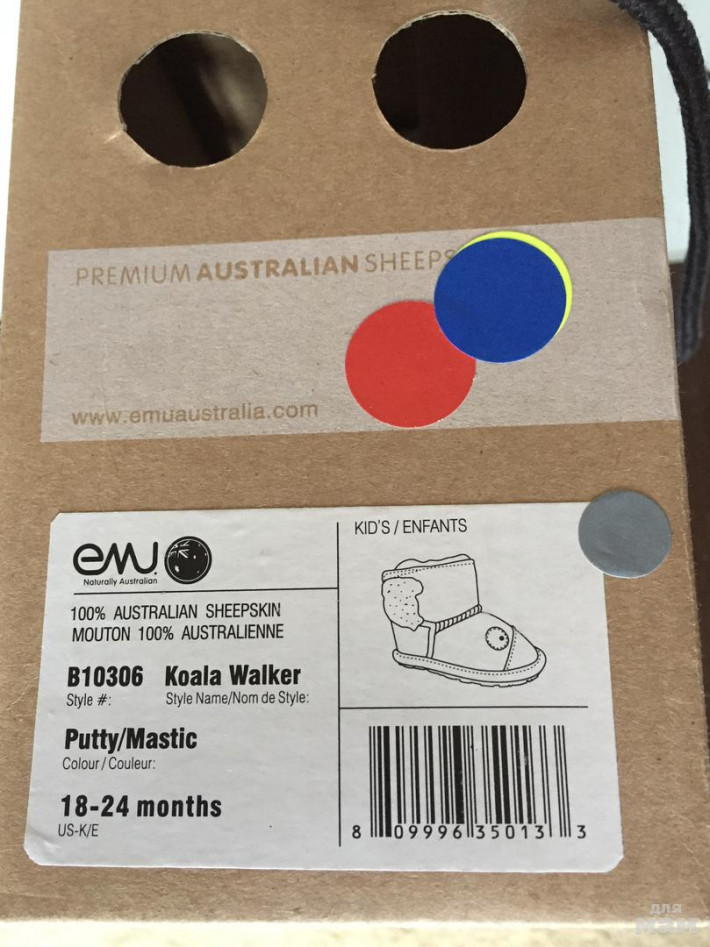 PREMIUM AUSTRALIAN SHEEPS
www.emuaustralia.com
emu
Naturally Australian
100% AUSTRALIAN SHEEPSKIN
MOUTON 100% AUSTRALIENNE
B10306 Koala Walker
Style #: Style Name/Nom de Style:
Putty/Mastic
Colour / Couleur:
18-24 months
US-K/E
KID'S / ENFANTS
8 09996 35013 3
для
мам